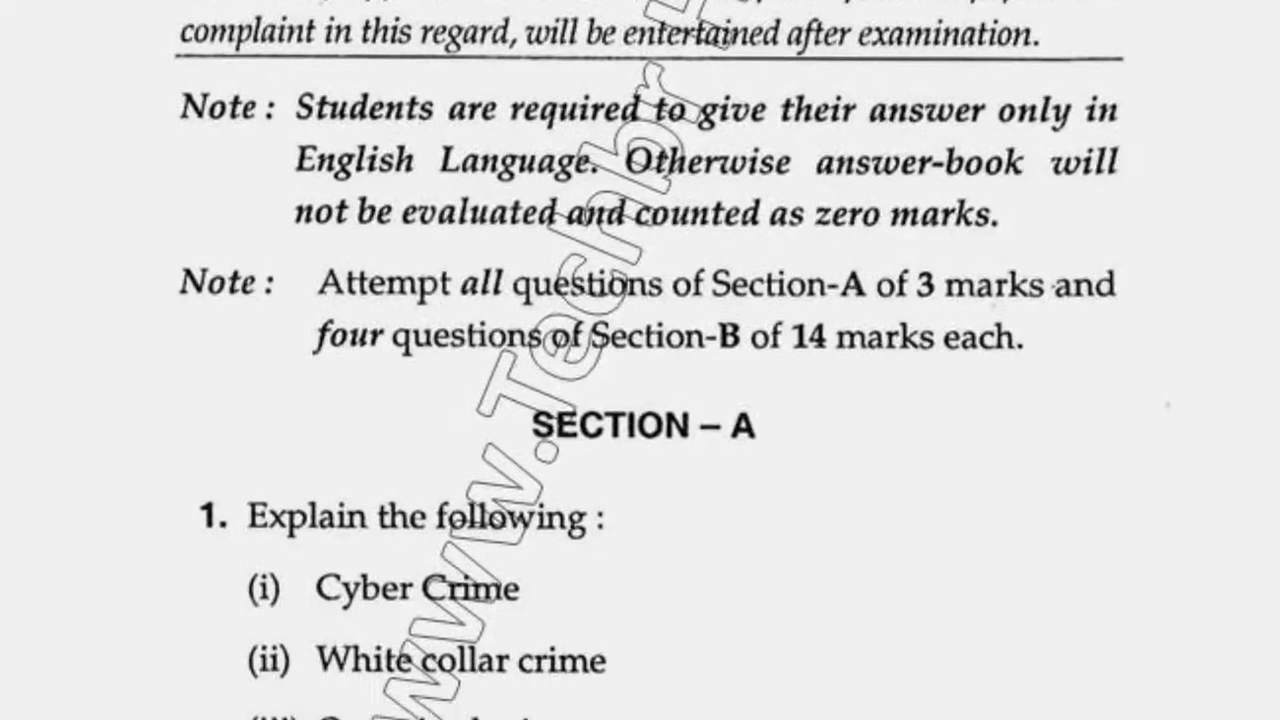 complaint in this regard, will be entertained after examination.
Note : Students are required to give their answer only in
English Language. Otherwise answer-book will
not be evaluated and counted as zero marks.
Note : Attempt all questions of Section-A of 3 marks and
four questions of Section-B of 14 marks each.
SECTION – A
1. Explain the following :
(i) Cyber Crime
(ii) White collar crime
www.Techbr